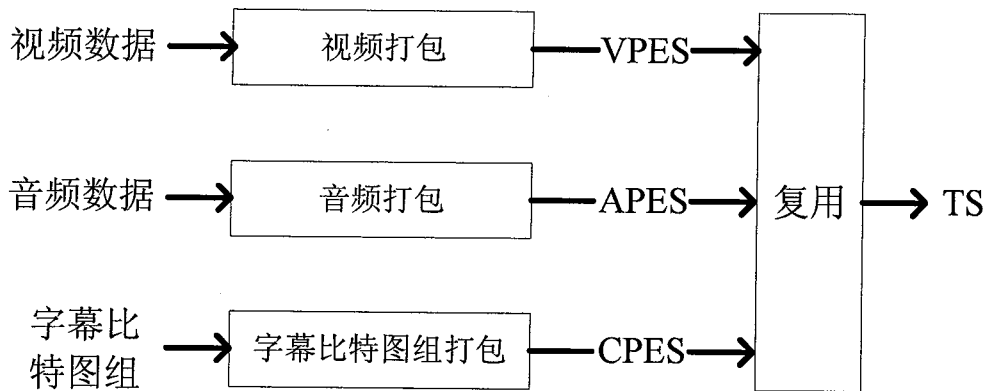 视频数据
视频打包
VPES
音频数据
音频打包
APES
复用
TS
字幕比
特图组
字幕比特图组打包
CPES